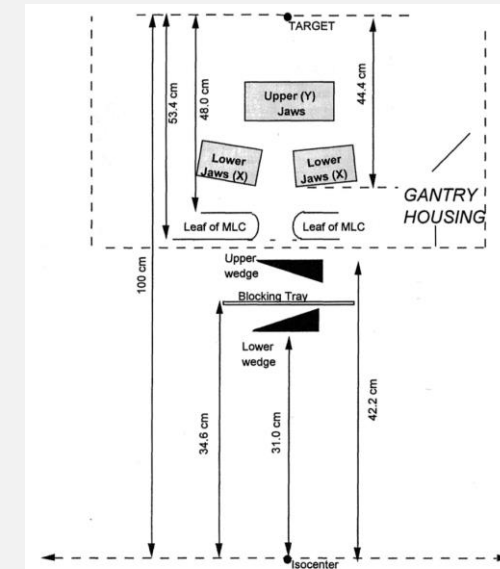 TARGET
Upper (Y)
Jaws
44.4 cm
48.0 cm
53.4 cm
Lower
Jaws (X)
Lower
Jaws (X)
GANTRY
HOUSING
Leaf of MLC
Leaf of MLC
Upper
wedge
100 cm
Blocking Tray
Lower
wedge
42.2 cm
34.6 cm
31.0 cm
Isocenter